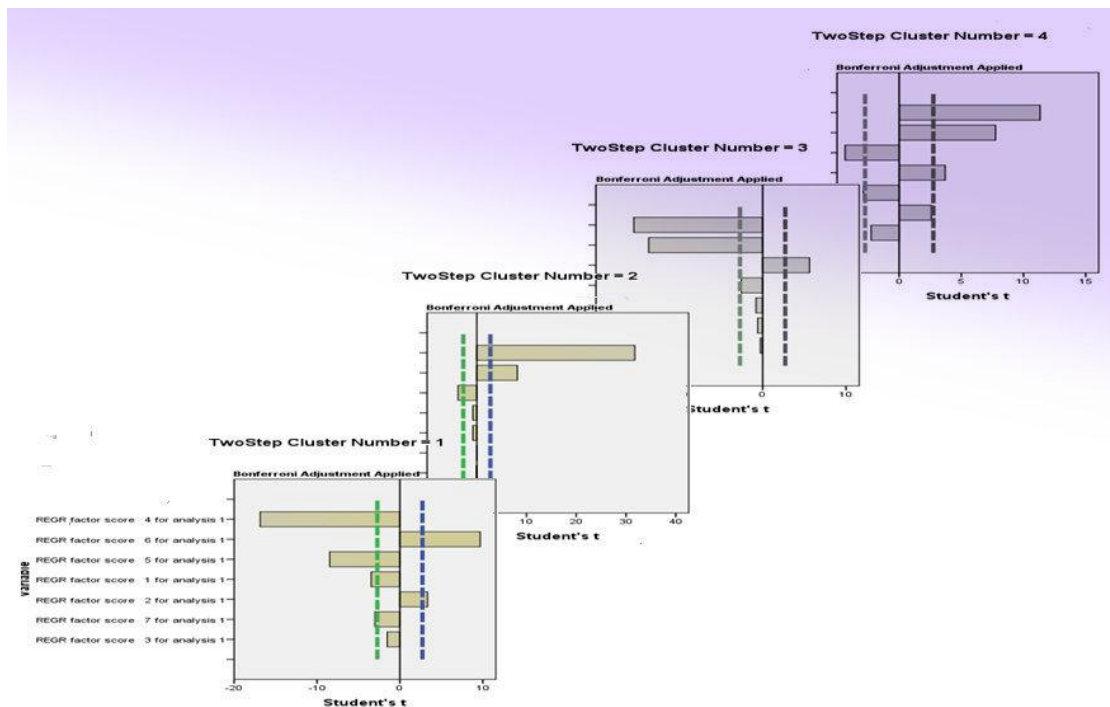 TwoStep Cluster Number = 4
Bonferroni Adjustment Applied
0 5 10 15
Student's t
TwoStep Cluster Number = 3
Bonferroni Adjustment Applied
0 10
Student's t
TwoStep Cluster Number = 2
Bonferroni Adjustment Applied
10 20 30 40
Student's t
TwoStep Cluster Number = 1
Bonferroni Adjustment Applied
variable
REGR factor score 4 for analysis 1
REGR factor score 6 for analysis 1
REGR factor score 5 for analysis 1
REGR factor score 1 for analysis 1
REGR factor score 2 for analysis 1
REGR factor score 7 for analysis 1
REGR factor score 3 for analysis 1
-20 -10 0 10
Student's t